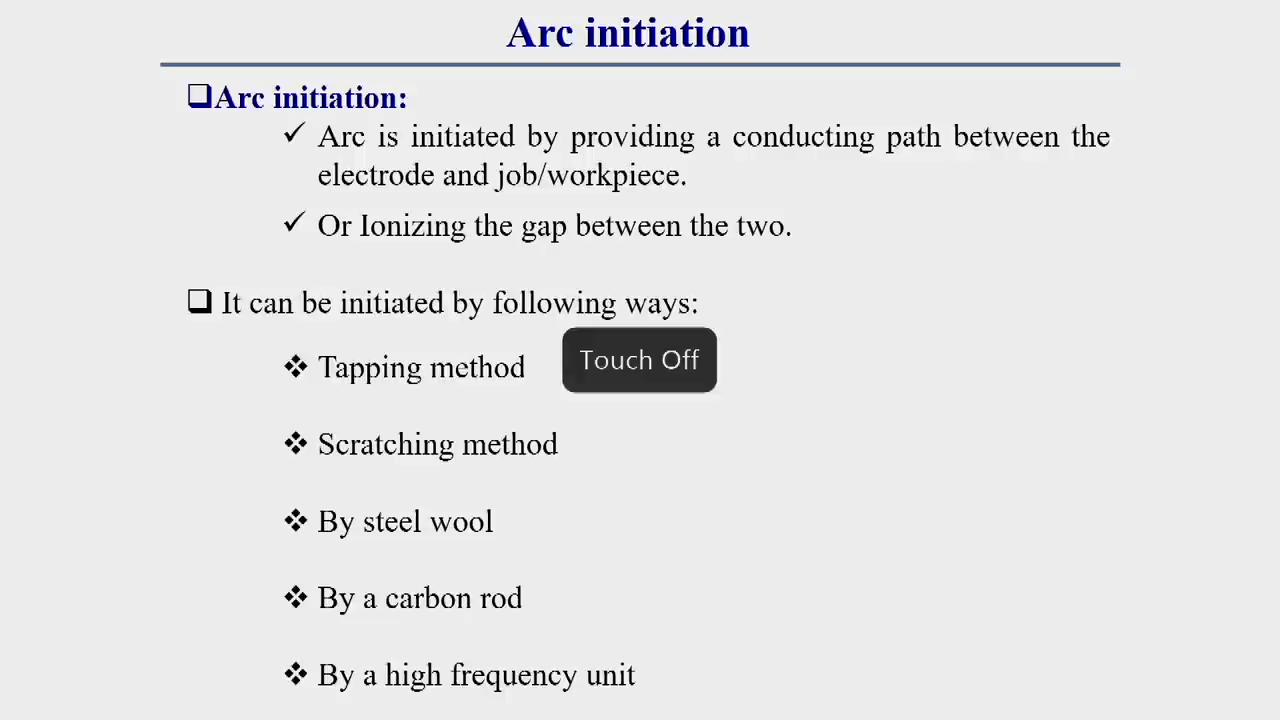 Arc initiation
Arc initiation:
Arc is initiated by providing a conducting path between the
electrode and job/workpiece.
Or Ionizing the gap between the two.
It can be initiated by following ways:
Tapping method
Touch Off
Scratching method
By steel wool
By a carbon rod
By a high frequency unit